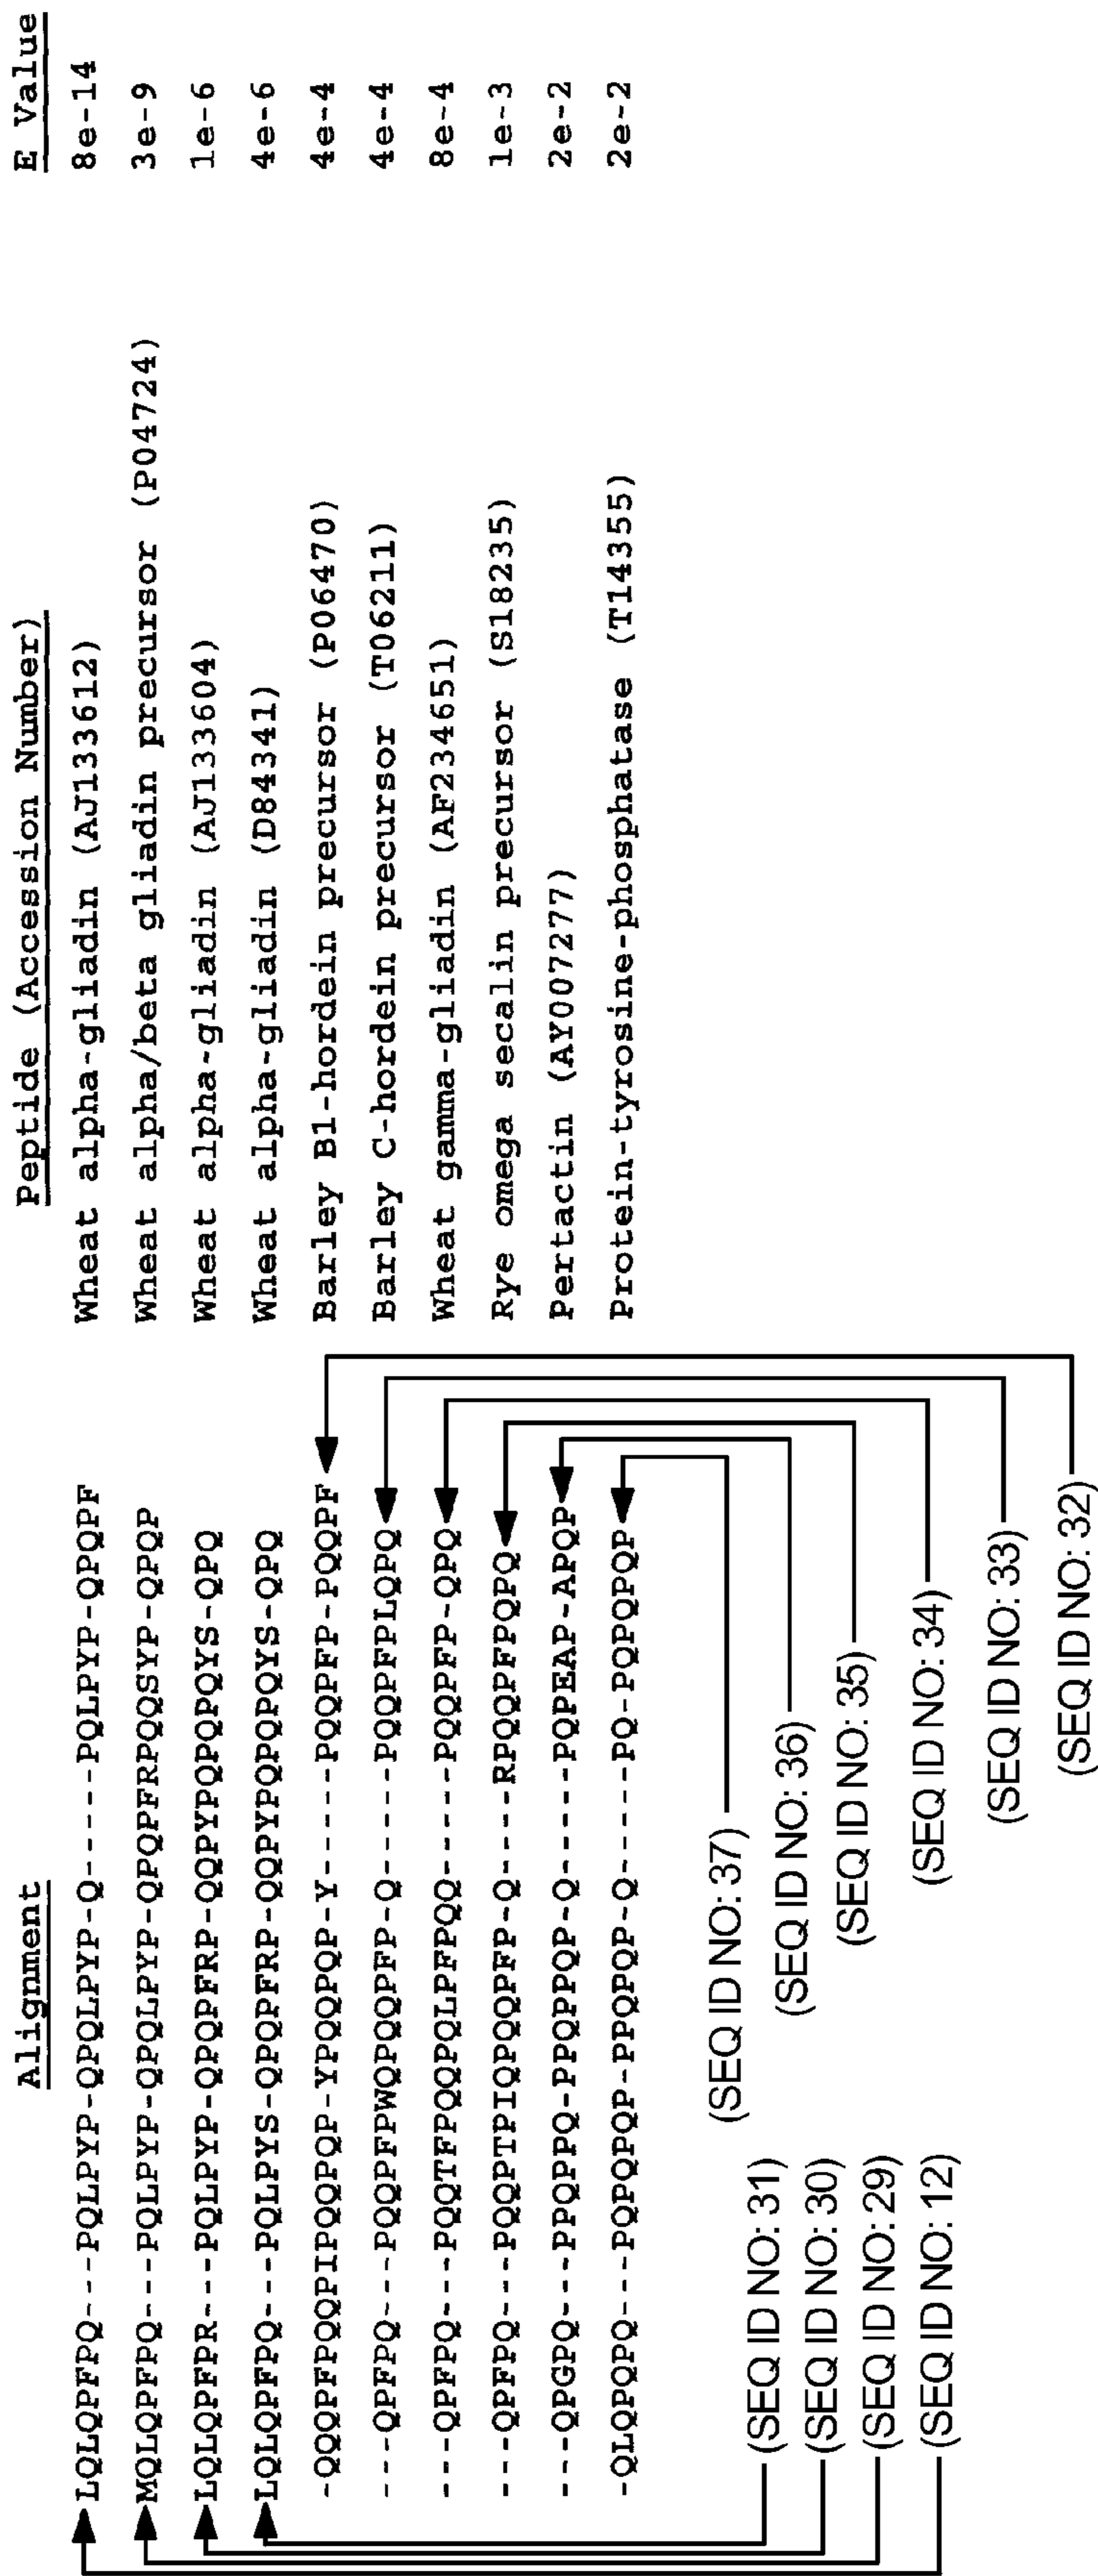 Alignment Peptide (Accession Number) E Value
LQLQPFPQ---PQLPYPQ-QPQLPYP-Q-----PQLPYP-QPQPF Wheat alpha-gliadin (AJ133612) 8e-14
MQLQPFPQ---PQLPYP-QPQLPYP-QPQPFRPQQSYP-QPQP Wheat alpha/beta gliadin precursor (P04724) 3e-9
LQLQPFPR---PQLPYP-QPQPFRP-QQPYPQPQPQYS-QPQ Wheat alpha-gliadin (AJ133604) 1e-6
LQLQPFPQ---PQLPYS-QPQPFRP-QQPYPQPQPQYS-QPQ Wheat alpha-gliadin (D84341) 4e-6
-QQQPFPQQPIPQQPQP-YPQQPQP-Y-----PQQPFP-PQQPF Barley B1-hordein precursor (P06470) 4e-4
---QPFPQ---PQQPFPWQPQQPFP-Q-----PQQPFPLQPQ Barley C-hordein precursor (T06211) 4e-4
---QPFPQ---PQQTFPQQPQLPFPQQ-----PQQPFP-QPQ Wheat gamma-gliadin (AF234651) 8e-4
---QPFPQ---PQQPTPIQPQQPFP-Q----RPQQPFPQPQ Rye omega secalin precursor (S18235) 1e-3
---QPGPQ---PPQPPQ-PPQPPQP-Q-----PQPEAP-APQP Pertactin (AY007277) 2e-2
-QLQPQPQ---PQPQPQP-PPQPQP-Q-----PQ-PQPQPQP Protein-tyrosine-phosphatase (T14355) 2e-2
(SEQ ID NO: 37)
(SEQ ID NO: 31) (SEQ ID NO: 36)
(SEQ ID NO: 30) (SEQ ID NO: 35)
(SEQ ID NO: 29) (SEQ ID NO: 34)
(SEQ ID NO: 12)
(SEQ ID NO: 33)
(SEQ ID NO: 32)